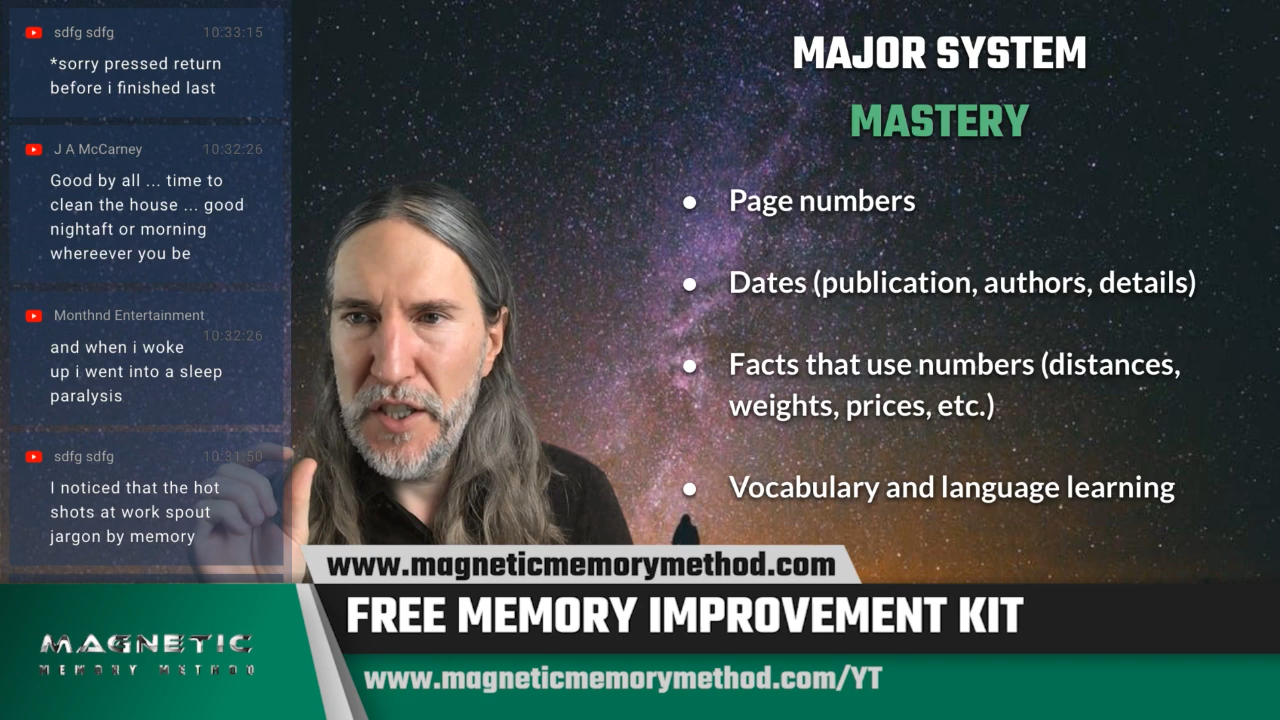 sdfg sdfg 10:33:15
*sorry pressed return
before i finished last
J A McCarney 10:32:26
Good by all ... time to
clean the house ... good
nightaft or morning
whereever you be
Monthnd Entertainment
10:32:26
and when i woke
up i went into a sleep
paralysis
sdfg sdfg 10:31:50
I noticed that the hot
shots at work spout
jargon by memory
MAJOR SYSTEM
MASTERY
● Page numbers
● Dates (publication, authors, details)
● Facts that use numbers (distances,
weights, prices, etc.)
● Vocabulary and language learning
www.magneticmemorymethod.com
FREE MEMORY IMPROVEMENT KIT
www.magneticmemorymethod.com/YT
MAGNETIC
MEMORY METHOD